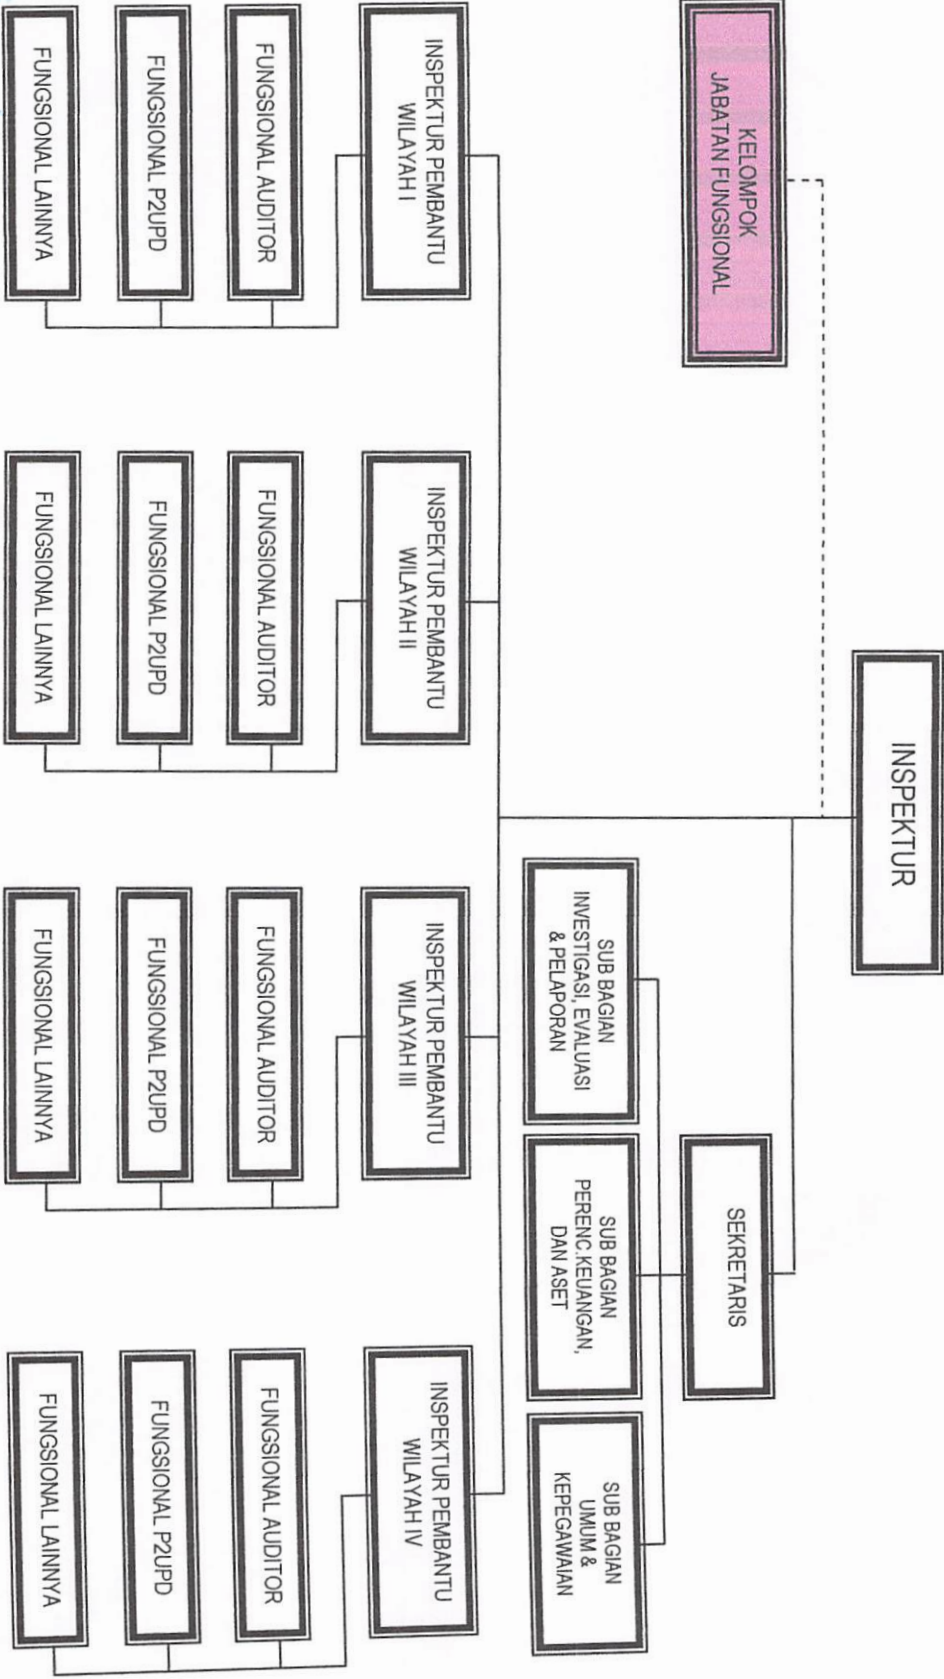 INSPEKTUR
KELOMPOK
JABATAN FUNGSIONAL
SEKRETARIS
SUB BAGIAN
INVESTIGASI, EVALUASI
& PELAPORAN
SUB BAGIAN
PERENC.KEUANGAN,
DAN ASET
SUB BAGIAN
UMUM &
KEPEGAWAIAN
INSPEKTUR PEMBANTU
WILAYAH I
FUNGSIONAL AUDITOR
FUNGSIONAL P2UPD
FUNGSIONAL LAINNYA
INSPEKTUR PEMBANTU
WILAYAH II
FUNGSIONAL AUDITOR
FUNGSIONAL P2UPD
FUNGSIONAL LAINNYA
INSPEKTUR PEMBANTU
WILAYAH III
FUNGSIONAL AUDITOR
FUNGSIONAL P2UPD
FUNGSIONAL LAINNYA
INSPEKTUR PEMBANTU
WILAYAH IV
FUNGSIONAL AUDITOR
FUNGSIONAL P2UPD
FUNGSIONAL LAINNYA